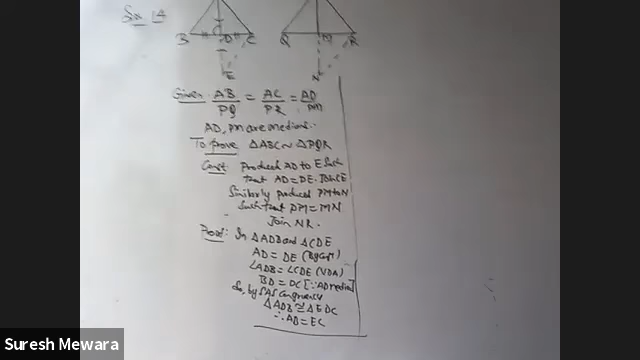 Sol 14
B D C
Q M R
E
N
Given AB/PQ = AC/PR = AD/PM
AD, PM are medians.
To prove ΔABC ~ ΔPQR
Const Produced AD to E such
that AD = DE. Join CE
Similarly produced PM to N
such that PM = MN
Join NR.
Proof: In ΔADB and ΔCDE
AD = DE (By Const)
∠ADB = ∠CDE (VOA)
BD = DC [∵ AD median]
So, by SAS congruency
ΔADB ≅ ΔEDC
∴ AB = EC
Suresh Mewara